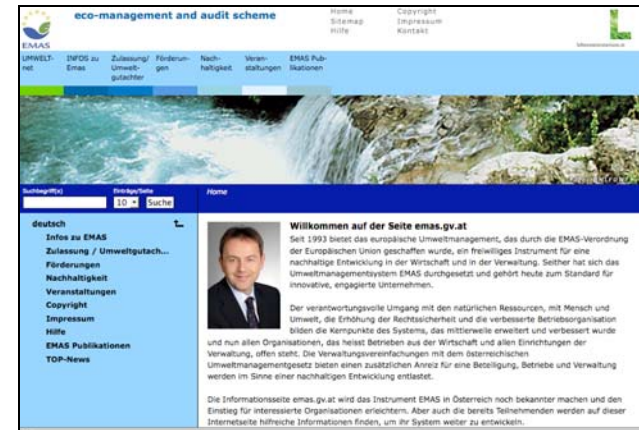 eco-management and audit scheme
Home Copyright
Sitemap Impressum
Hilfe Kontakt
EMAS
UMWELT-net
INFOS zu Emas
Zulassung/Umwelt-gutachter
Förderun-gen
Nach-haltigkeit
Veran-staltungen
EMAS Pub-likationen
Suchbegriff(e) Einträge/Seite
10 Suche
Home
deutsch
Infos zu EMAS
Zulassung / Umweltgutach...
Förderungen
Nachhaltigkeit
Veranstaltungen
Copyright
Impressum
Hilfe
EMAS Publikationen
TOP-News
Willkommen auf der Seite emas.gv.at
Seit 1993 bietet das europäische Umweltmanagement, das durch die EMAS-Verordnung
der Europäischen Union geschaffen wurde, ein freiwilliges Instrument für eine
nachhaltige Entwicklung in der Wirtschaft und in der Verwaltung. Seither hat sich das
Umweltmanagementsystem EMAS durchgesetzt und gehört heute zum Standard für
innovative, engagierte Unternehmen.
Der verantwortungsvolle Umgang mit den natürlichen Ressourcen, mit Mensch und
Umwelt, die Erhöhung der Rechtssicherheit und die verbesserte Betriebsorganisation
bilden die Kernpunkte des Systems, das mittlerweile erweitert und verbessert wurde
und nun allen Organisationen, das heisst Betrieben aus der Wirtschaft und allen Einrichtungen der
Verwaltung, offen steht. Die Verwaltungsvereinfachungen mit dem österreichischen
Umweltmanagementgesetz bieten einen zusätzlichen Anreiz für eine Beteiligung, Betriebe und Verwaltung
werden im Sinne einer nachhaltigen Entwicklung entlastet.
Die Informationsseite emas.gv.at wird das Instrument EMAS in Österreich noch bekannter machen und den
Einstieg für interessierte Organisationen erleichtern. Aber auch die bereits Teilnehmenden werden auf dieser
Internetseite hilfreiche Informationen finden, um ihr System weiter zu entwickeln.